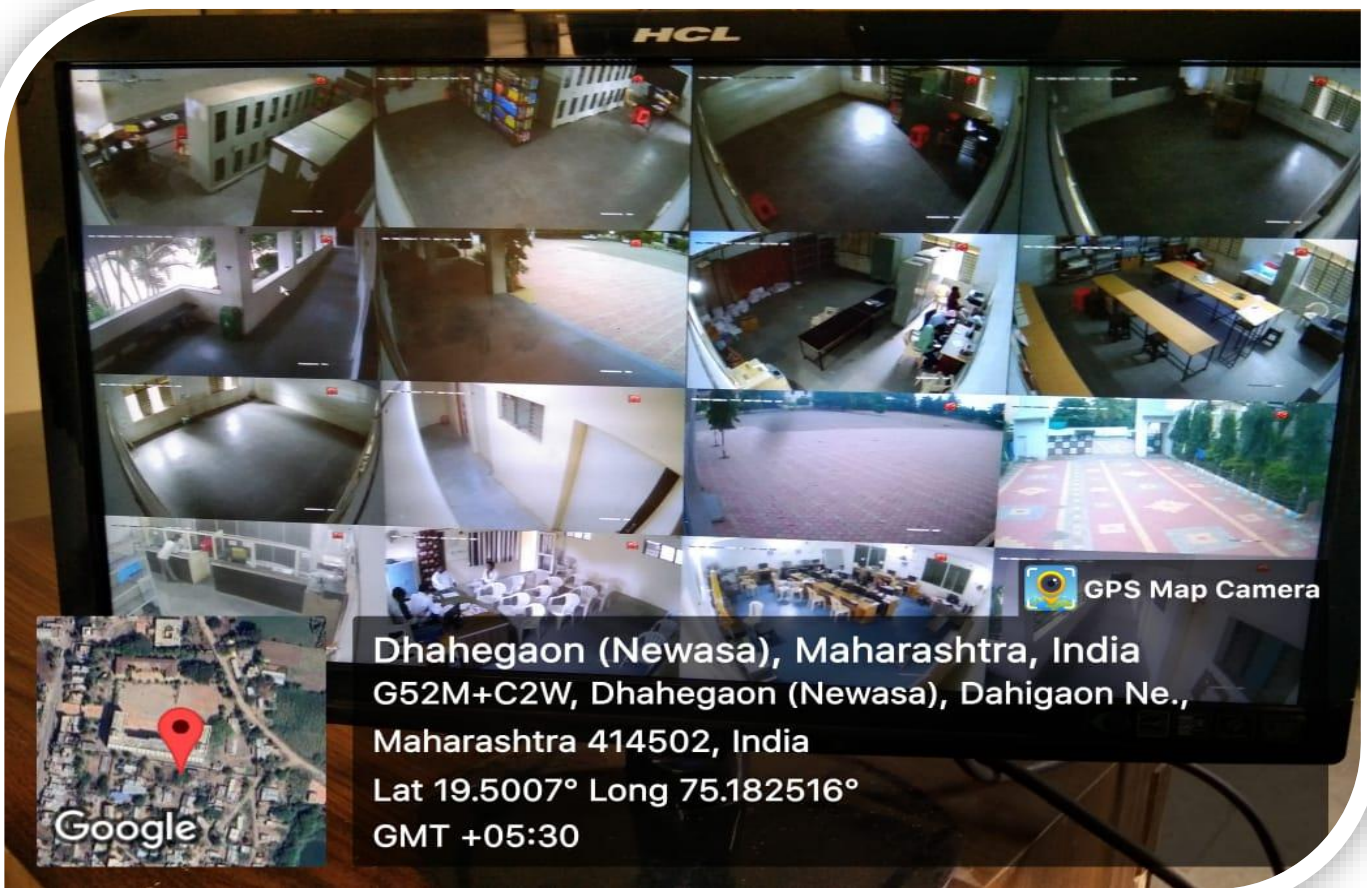 HCL
GPS Map Camera
Dhahegaon (Newasa), Maharashtra, India
G52M+C2W, Dhahegaon (Newasa), Dahigaon Ne.,
Maharashtra 414502, India
Lat 19.5007° Long 75.182516°
GMT +05:30
Google